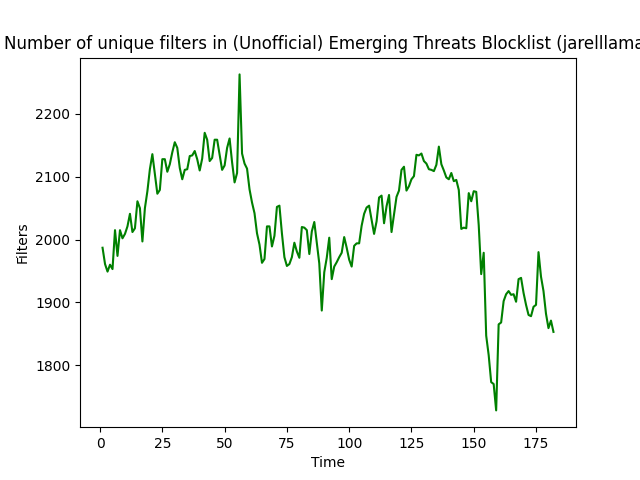 Number of unique filters in (Unofficial) Emerging Threats Blocklist (jarelllama
Filters
2200
2100
2000
1900
1800
0 25 50 75 100 125 150 175
Time